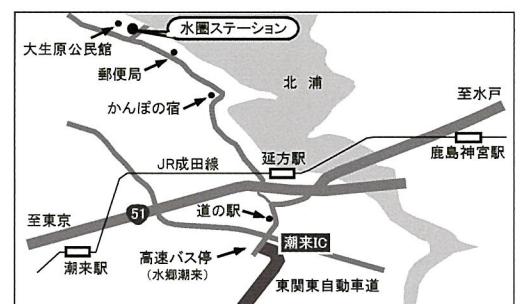 水圏ステーション
大生原公民館
郵便局
北浦
かんぽの宿
至水戸
鹿島神宮駅
延方駅
JR成田線
51
道の駅
至東京
潮来IC
高速バス停
(水郷潮来)
潮来駅
東関東自動車道